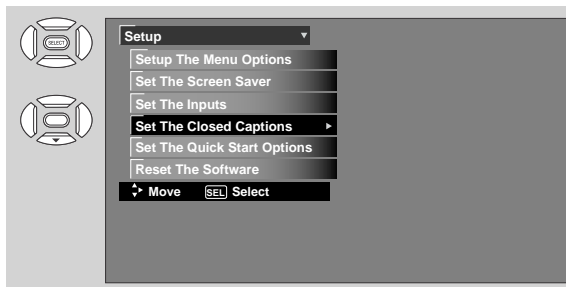 SELECT
Setup
Setup The Menu Options
Set The Screen Saver
Set The Inputs
Set The Closed Captions
Set The Quick Start Options
Reset The Software
Move SEL Select